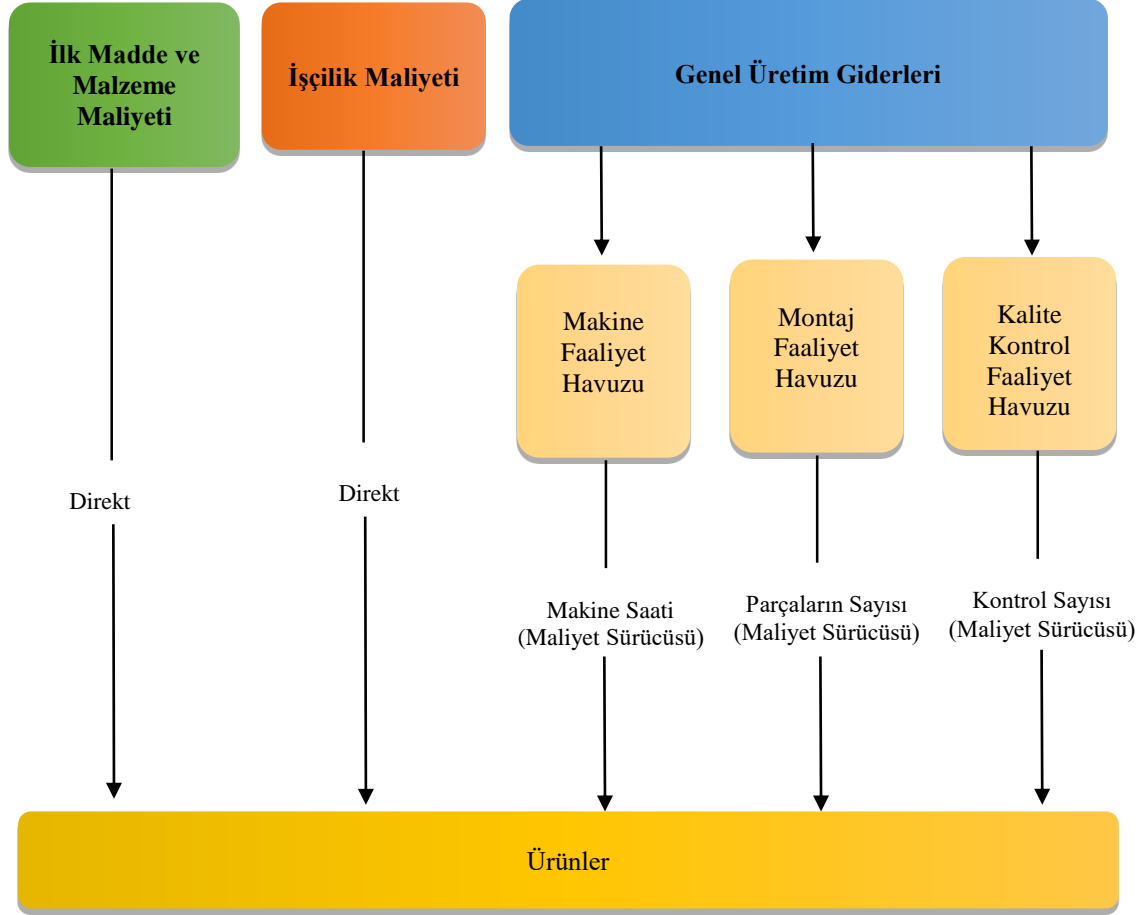 İlk Madde ve
Malzeme
Maliyeti
İşçilik Maliyeti
Genel Üretim Giderleri
Makine
Faaliyet
Havuzu
Montaj
Faaliyet
Havuzu
Kalite
Kontrol
Faaliyet
Havuzu
Direkt
Direkt
Makine Saati
(Maliyet Sürücüsü)
Parçaların Sayısı
(Maliyet Sürücüsü)
Kontrol Sayısı
(Maliyet Sürücüsü)
Ürünler